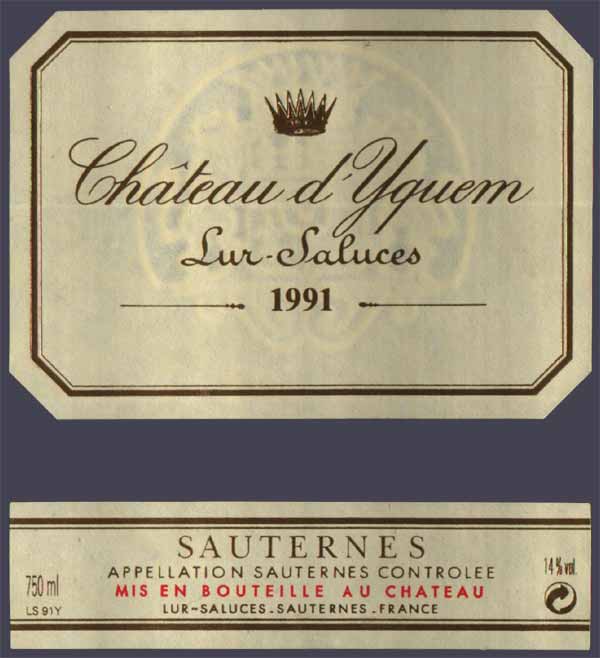 Château d'Yquem
Lur-Saluces
1991
SAUTERNES
APPELLATION SAUTERNES CONTROLEE
MIS EN BOUTEILLE AU CHATEAU
LUR-SALUCES-SAUTERNES-FRANCE
750 ml
LS 91Y
14% vol.